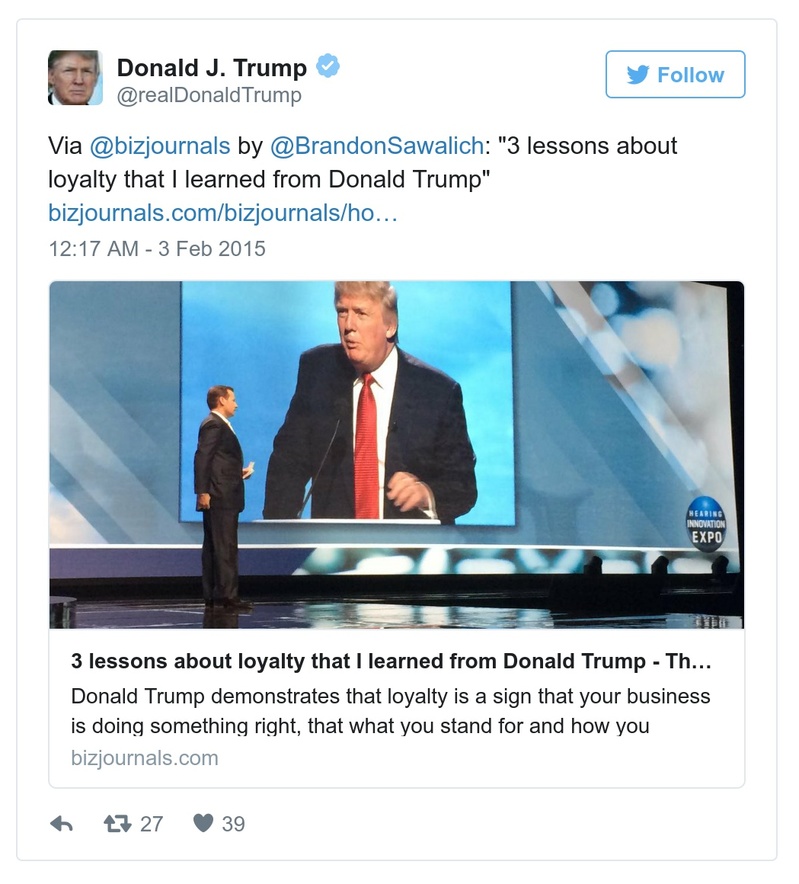 Donald J. Trump
@realDonaldTrump
Follow
Via @bizjournals by @BrandonSawalich: "3 lessons about
loyalty that I learned from Donald Trump"
bizjournals.com/bizjournals/ho…
12:17 AM - 3 Feb 2015
HEARING
INNOVATION
EXPO
3 lessons about loyalty that I learned from Donald Trump - Th…
Donald Trump demonstrates that loyalty is a sign that your business
is doing something right, that what you stand for and how you
bizjournals.com
27 39